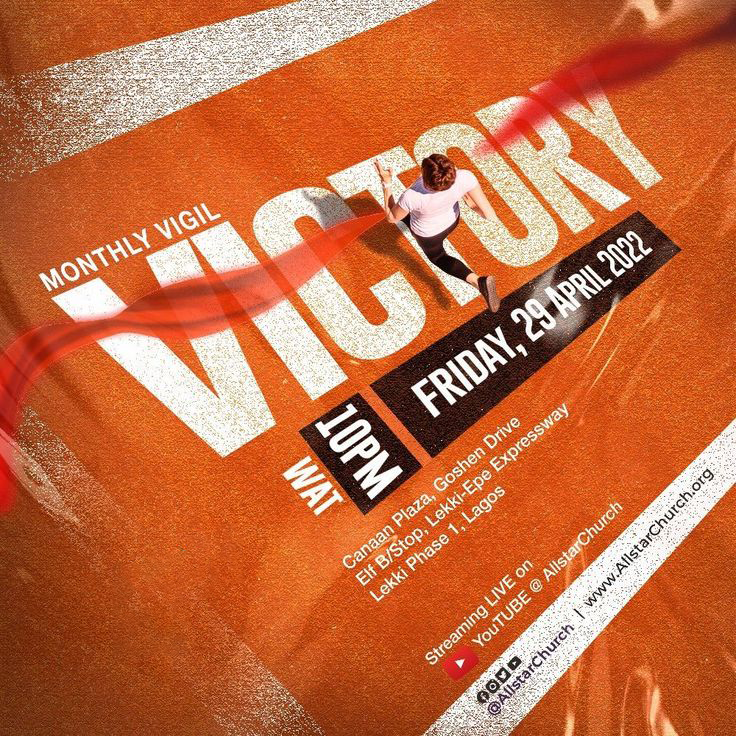 MONTHLY VIGIL
VICTORY
FRIDAY, 29 APRIL 2022
10PM
WAT
Canaan Plaza, Goshen Drive
Elf B/Stop, Lekki-Epe Expressway
Lekki Phase 1, Lagos
Streaming LIVE on
YouTUBE @ AllstarChurch
@AllstarChurch | www.AllstarChurch.org